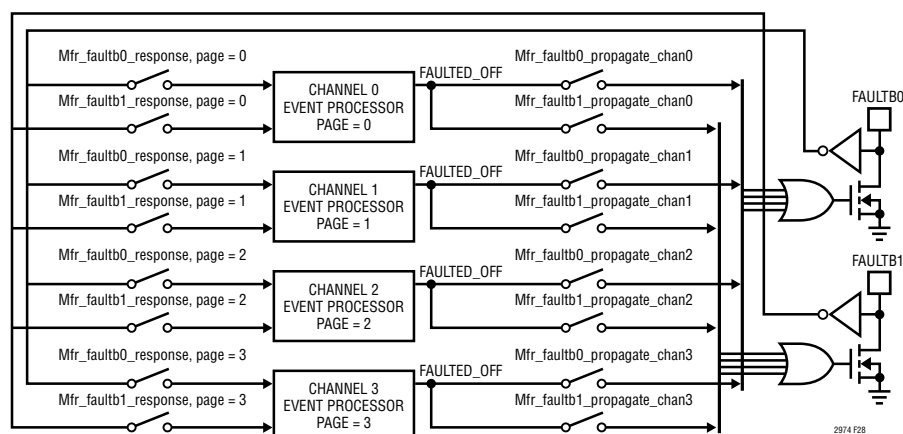 Mfr_faultb0_response, page = 0
Mfr_faultb1_response, page = 0
CHANNEL 0
EVENT PROCESSOR
PAGE = 0
FAULTED_OFF
Mfr_faultb0_propagate_chan0
Mfr_faultb1_propagate_chan0
FAULTB0
Mfr_faultb0_response, page = 1
Mfr_faultb1_response, page = 1
CHANNEL 1
EVENT PROCESSOR
PAGE = 1
FAULTED_OFF
Mfr_faultb0_propagate_chan1
Mfr_faultb1_propagate_chan1
Mfr_faultb0_response, page = 2
Mfr_faultb1_response, page = 2
CHANNEL 2
EVENT PROCESSOR
PAGE = 2
FAULTED_OFF
Mfr_faultb0_propagate_chan2
Mfr_faultb1_propagate_chan2
FAULTB1
Mfr_faultb0_response, page = 3
Mfr_faultb1_response, page = 3
CHANNEL 3
EVENT PROCESSOR
PAGE = 3
FAULTED_OFF
Mfr_faultb0_propagate_chan3
Mfr_faultb1_propagate_chan3
2974 F28